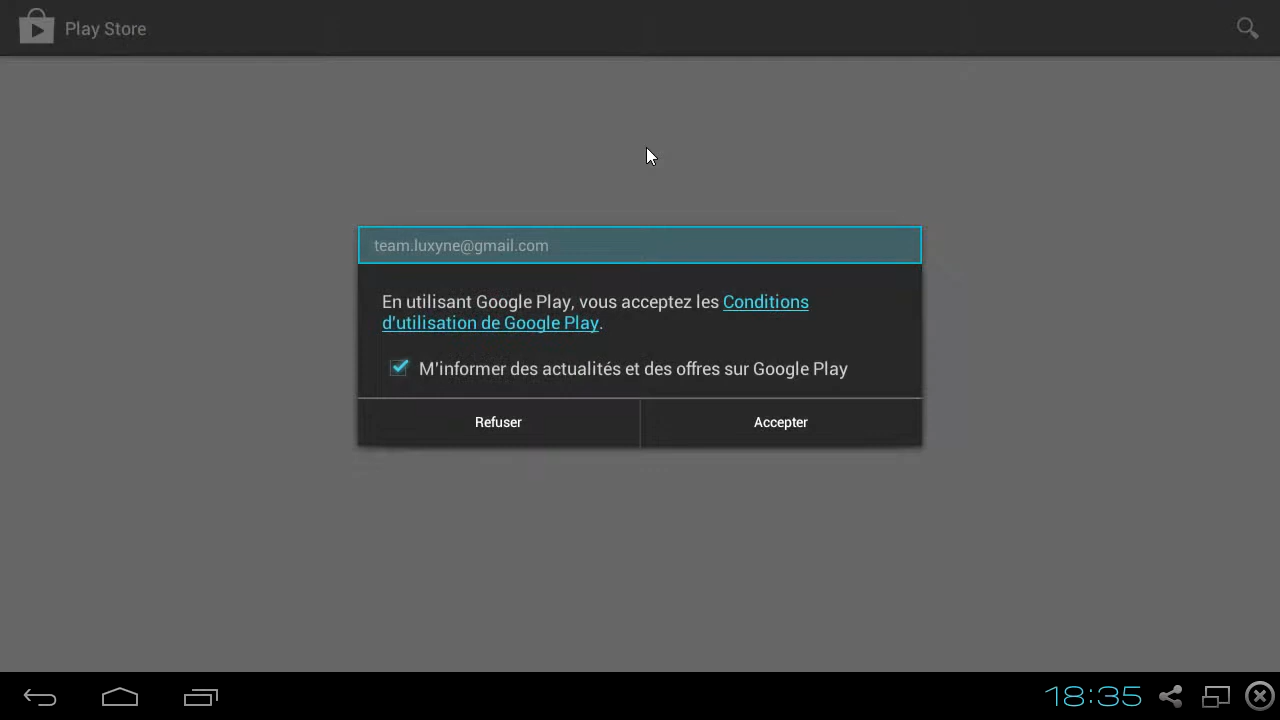 Play Store
team.luxyne@gmail.com
En utilisant Google Play, vous acceptez les Conditions
d'utilisation de Google Play.
M'informer des actualités et des offres sur Google Play
Refuser
Accepter
18:35